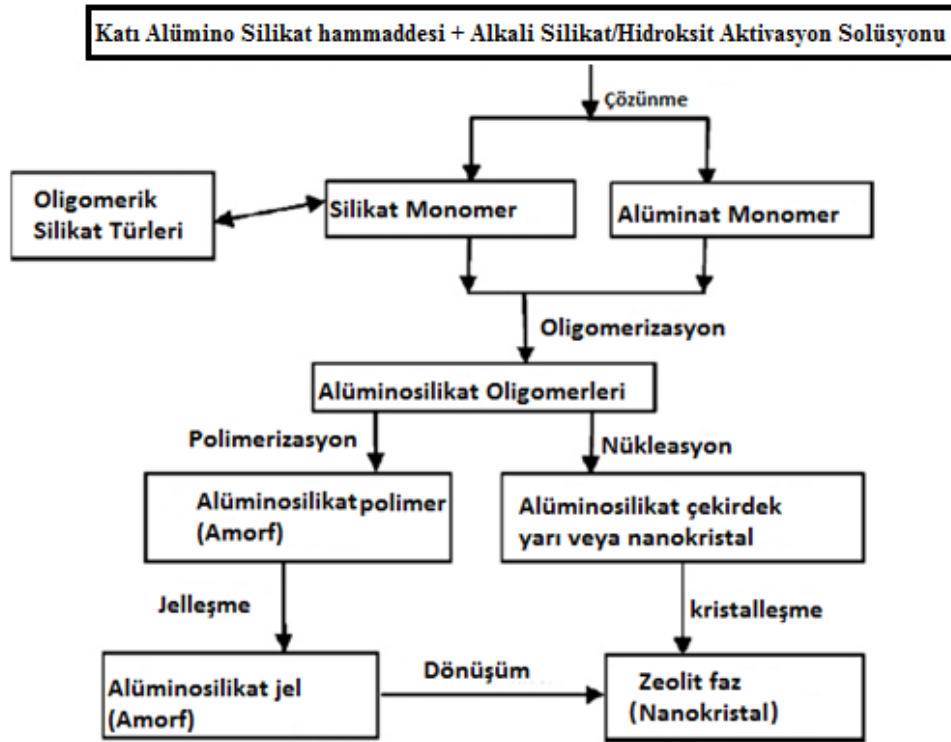 Katı Alümino Silikat hammaddesi + Alkali Silikat/Hidroksit Aktivasyon Solüsyonu
Çözünme
Oligomerik
Silikat Türleri
Silikat Monomer
Alüminat Monomer
Oligomerizasyon
Alüminosilikat Oligomerleri
Polimerizasyon
Nükleasyon
Alüminosilikat polimer
(Amorf)
Alüminosilikat çekirdek
yarı veya nanokristal
Jelleşme
kristalleşme
Alüminosilikat jel
(Amorf)
Dönüşüm
Zeolit faz
(Nanokristal)